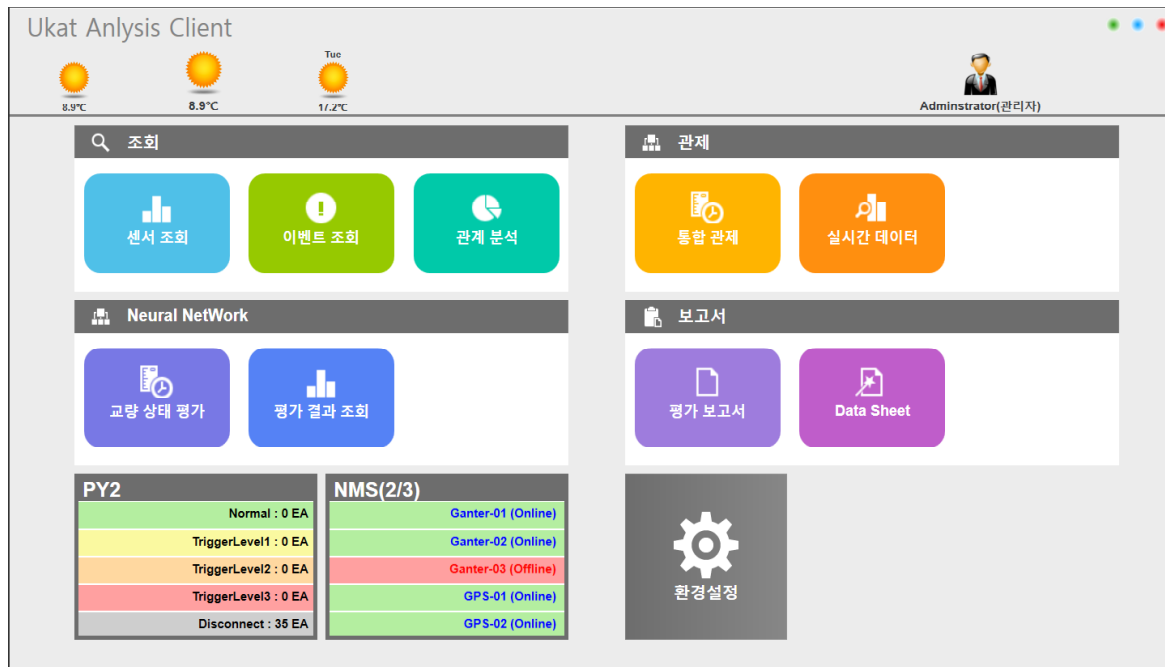 Ukat Anlysis Client
Tue
8.9℃
8.9℃
17.2℃
Adminstrator(관리자)
조회
센서 조회
이벤트 조회
관계 분석
관제
통합 관제
실시간 데이터
Neural NetWork
교량 상태 평가
평가 결과 조회
보고서
평가 보고서
Data Sheet
PY2
Normal : 0 EA
TriggerLevel1 : 0 EA
TriggerLevel2 : 0 EA
TriggerLevel3 : 0 EA
Disconnect : 35 EA
NMS(2/3)
Ganter-01 (Online)
Ganter-02 (Online)
Ganter-03 (Offline)
GPS-01 (Online)
GPS-02 (Online)
환경설정